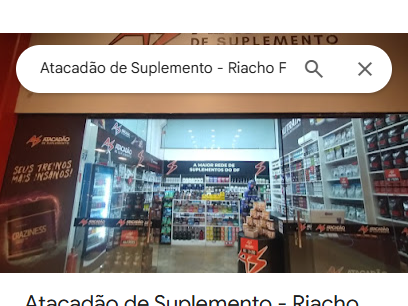 DE SUPLEMENTO
Atacadão de Suplemento - Riacho F
ATACADÃO
DE SUPLEMENTO
SEUS TREINOS
MAIS INSANOS!
A MAIOR REDE DE
SUPLEMENTOS DO DF
DIAZINESS
ATACADÃO
ATACADÃO
Atacadão de Suplemento - Riacho